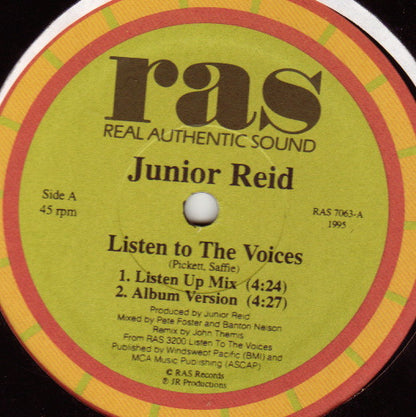 ras
REAL AUTHENTIC SOUND
Junior Reid
Side A
45 rpm
RAS 7063-A
1995
Listen to The Voices
(Pickett, Saffie)
1. Listen Up Mix (4:24)
2. Album Version (4:27)
Produced by Junior Reid
Mixed by Pete Foster and Banton Nelson
Remix by John Themis
From RAS 3200 Listen To The Voices
Published by Windswept Pacific (BMI) and
MCA Music Publishing (ASCAP)
© RAS Records
℗ JR Productions